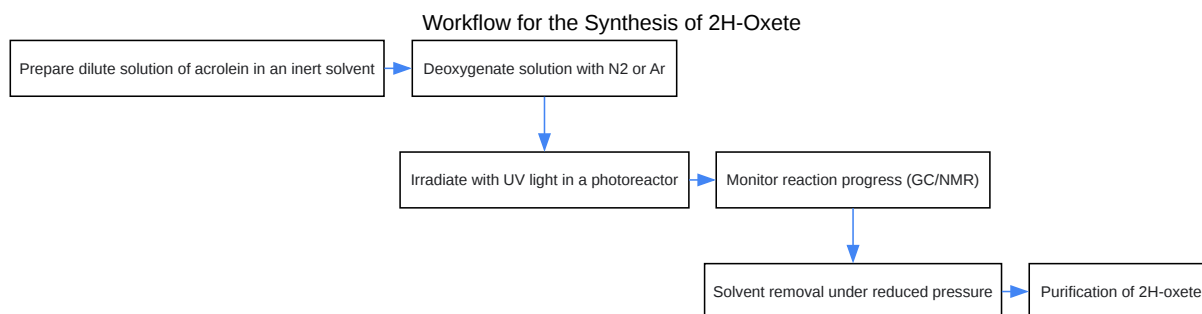 Workflow for the Synthesis of 2H-Oxete
Prepare dilute solution of acrolein in an inert solvent
Deoxygenate solution with N2 or Ar
Irradiate with UV light in a photoreactor
Monitor reaction progress (GC/NMR)
Solvent removal under reduced pressure
Purification of 2H-oxete